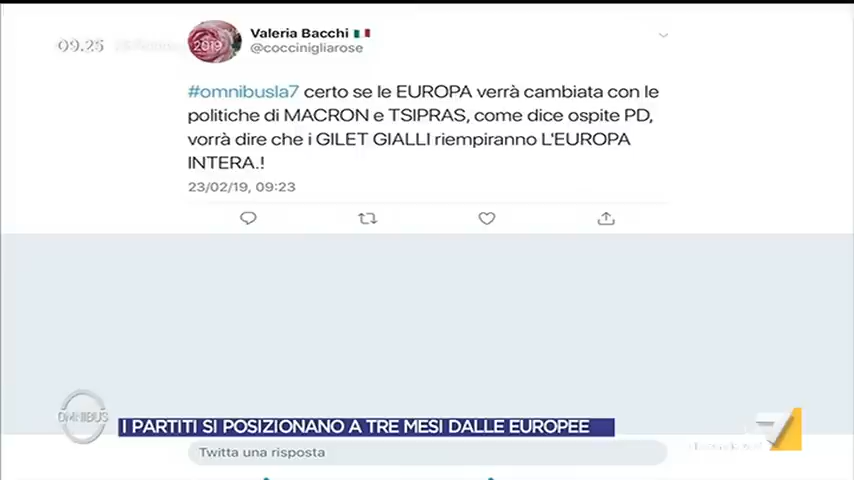 09.25
2019
Valeria Bacchi
@coccinigliarose
#omnibusla7 certo se le EUROPA verrà cambiata con le
politiche di MACRON e TSIPRAS, come dice ospite PD,
vorrà dire che i GILET GIALLI riempiranno L'EUROPA
INTERA.!
23/02/19, 09:23
OMNIBUS
I PARTITI SI POSIZIONANO A TRE MESI DALLE EUROPEE
7
Twitta una risposta